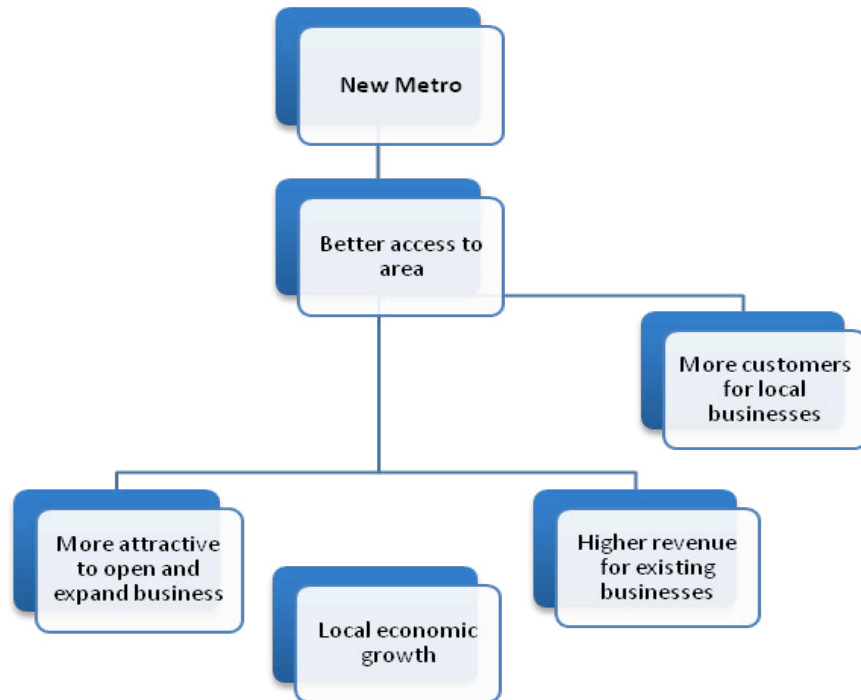 New Metro
Better access to
area
More customers
for local
businesses
More attractive
to open and
expand business
Higher revenue
for existing
businesses
Local economic
growth